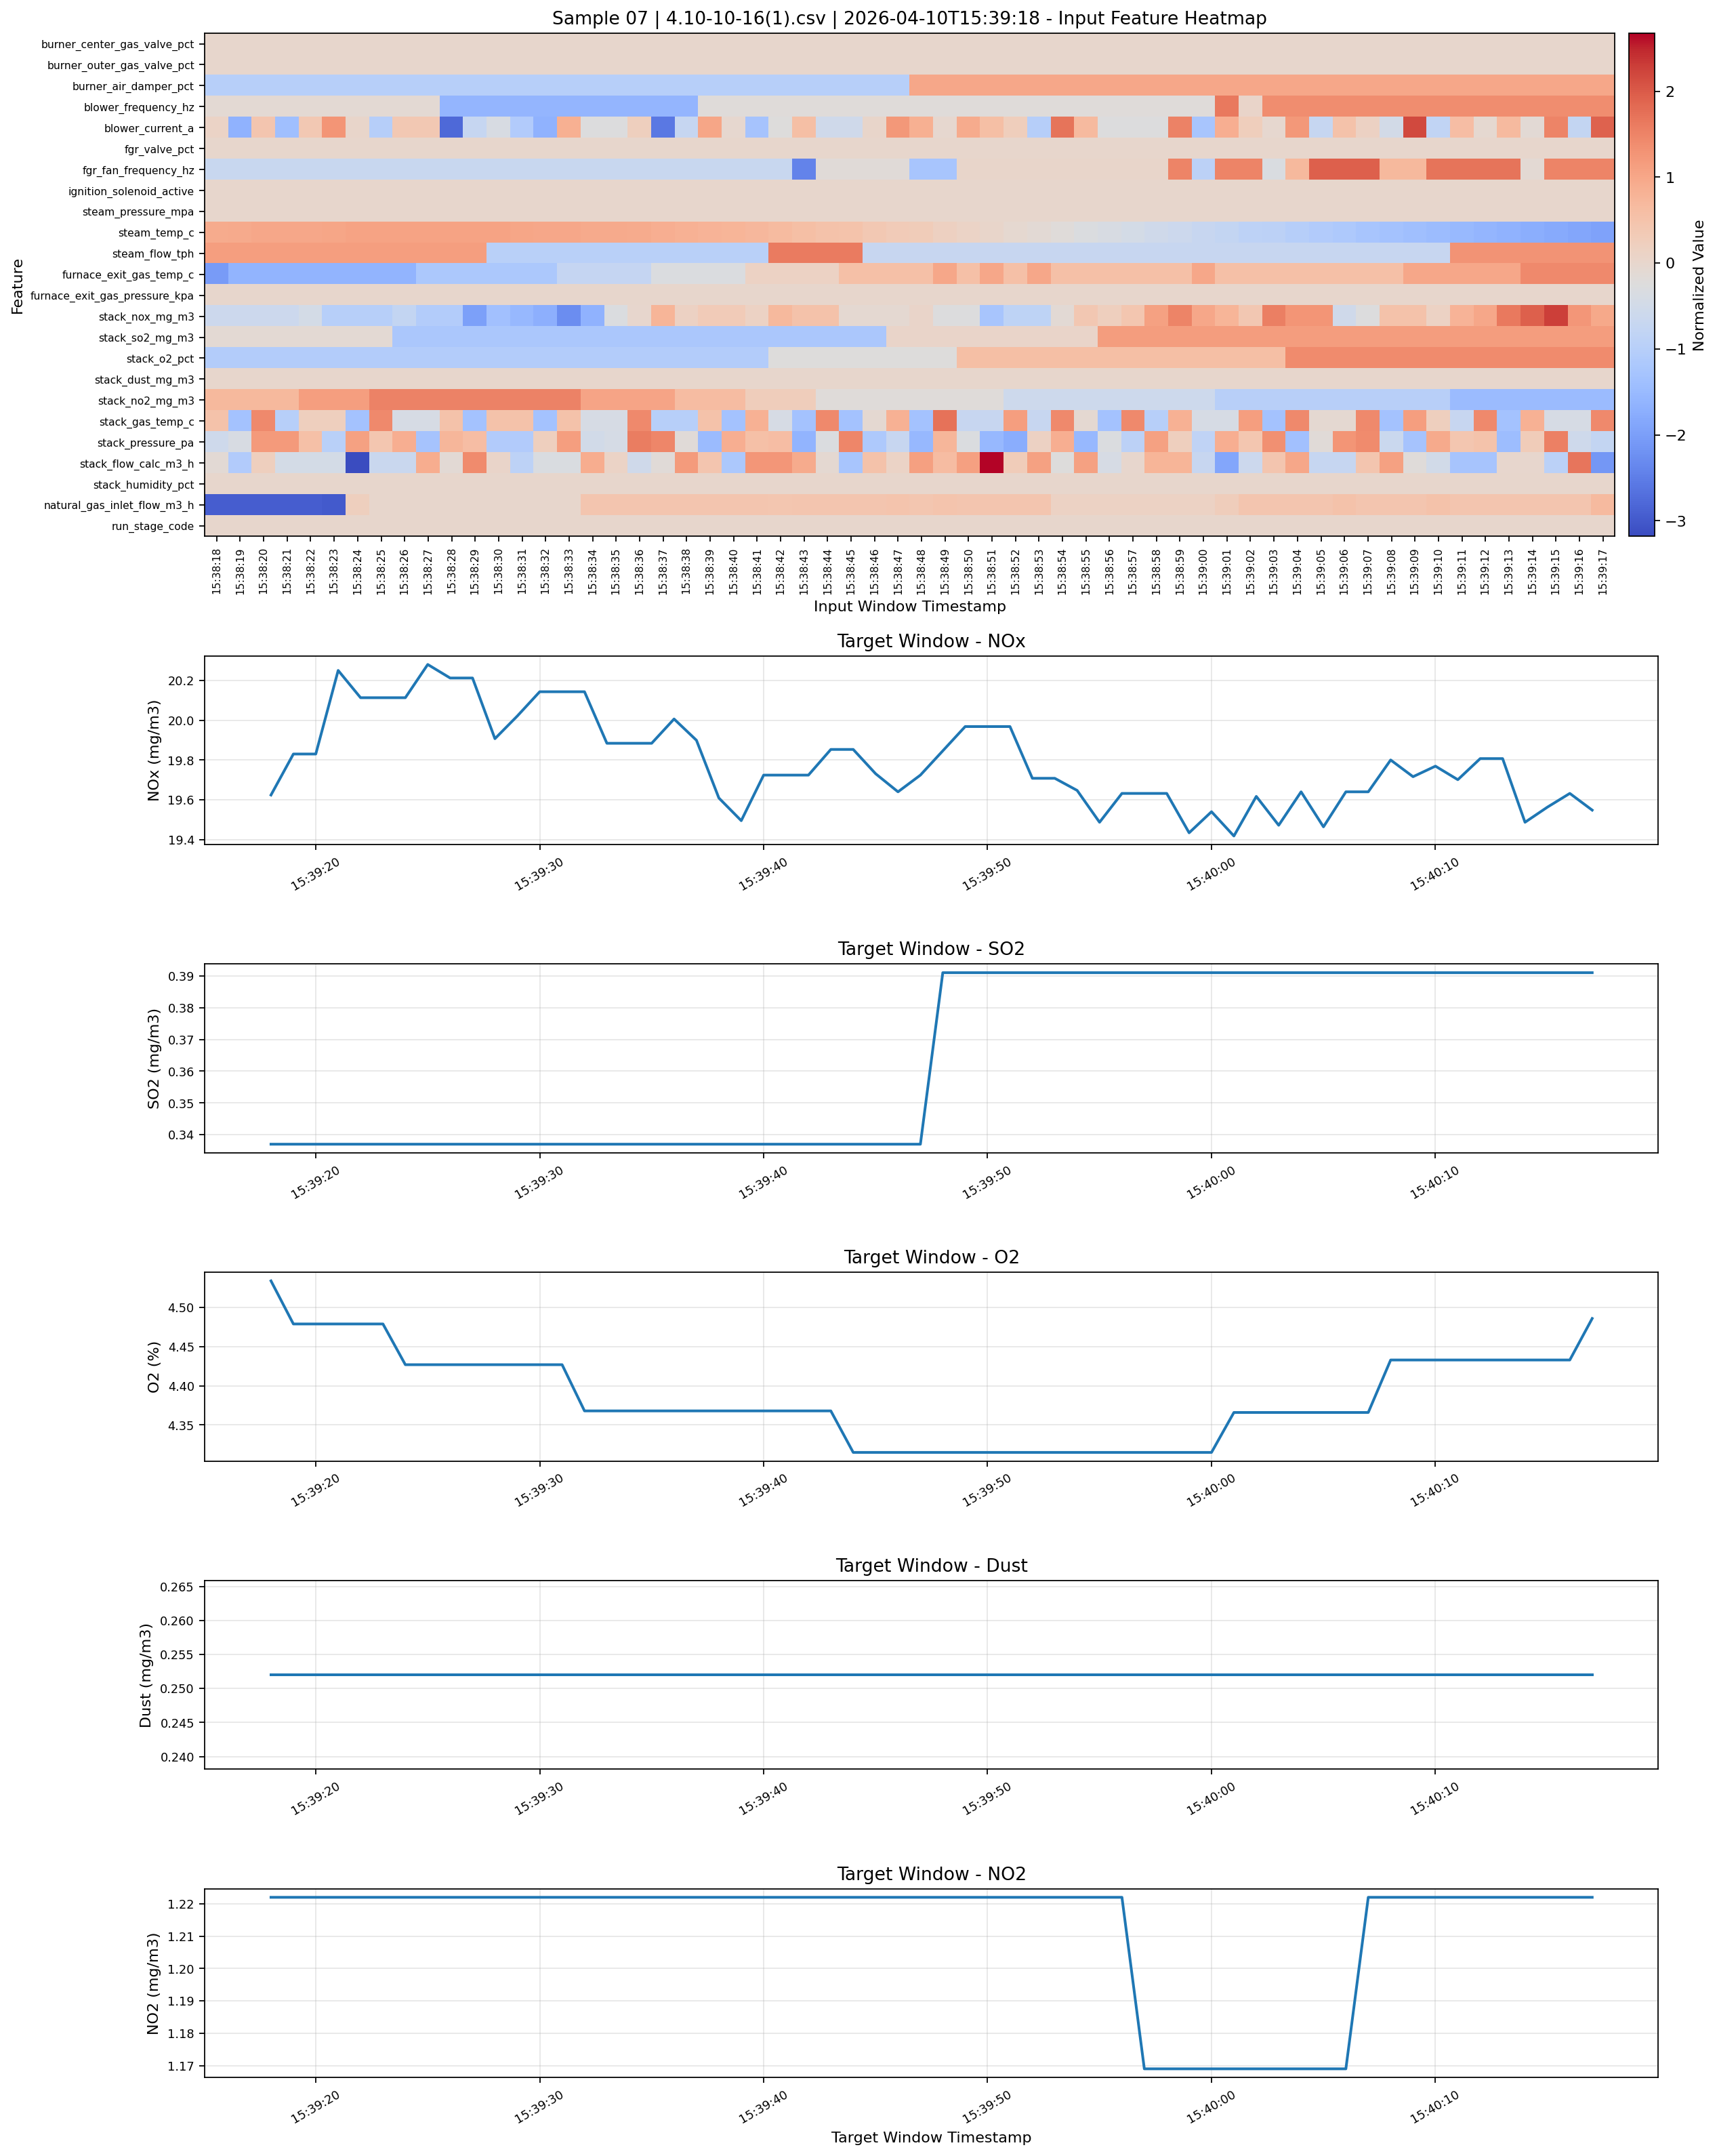 Sample 07 | 4.10-10-16(1).csv | 2026-04-10T15:39:18 - Input Feature Heatmap
Feature
burner_center_gas_valve_pct
burner_outer_gas_valve_pct
burner_air_damper_pct
blower_frequency_hz
blower_current_a
fgr_valve_pct
fgr_fan_frequency_hz
ignition_solenoid_active
steam_pressure_mpa
steam_temp_c
steam_flow_tph
furnace_exit_gas_temp_c
furnace_exit_gas_pressure_kpa
stack_nox_mg_m3
stack_so2_mg_m3
stack_o2_pct
stack_dust_mg_m3
stack_no2_mg_m3
stack_gas_temp_c
stack_pressure_pa
stack_flow_calc_m3_h
stack_humidity_pct
natural_gas_inlet_flow_m3_h
run_stage_code
2
1
0
−1
−2
−3
Normalized Value
15:38:18 15:38:19 15:38:20 15:38:21 15:38:22 15:38:23 15:38:24 15:38:25 15:38:26 15:38:27 15:38:28 15:38:29 15:38:30 15:38:31 15:38:32 15:38:33 15:38:34 15:38:35 15:38:36 15:38:37 15:38:38 15:38:39 15:38:40 15:38:41 15:38:42 15:38:43 15:38:44 15:38:45 15:38:46 15:38:47 15:38:48 15:38:49 15:38:50 15:38:51 15:38:52 15:38:53 15:38:54 15:38:55 15:38:56 15:38:57 15:38:58 15:38:59 15:39:00 15:39:01 15:39:02 15:39:03 15:39:04 15:39:05 15:39:06 15:39:07 15:39:08 15:39:09 15:39:10 15:39:11 15:39:12 15:39:13 15:39:14 15:39:15 15:39:16 15:39:17
Input Window Timestamp
Target Window - NOx
NOx (mg/m3)
20.2
20.0
19.8
19.6
19.4
15:39:20 15:39:30 15:39:40 15:39:50 15:40:00 15:40:10
Target Window - SO2
SO2 (mg/m3)
0.39
0.38
0.37
0.36
0.35
0.34
15:39:20 15:39:30 15:39:40 15:39:50 15:40:00 15:40:10
Target Window - O2
O2 (%)
4.50
4.45
4.40
4.35
15:39:20 15:39:30 15:39:40 15:39:50 15:40:00 15:40:10
Target Window - Dust
Dust (mg/m3)
0.265
0.260
0.255
0.250
0.245
0.240
15:39:20 15:39:30 15:39:40 15:39:50 15:40:00 15:40:10
Target Window - NO2
NO2 (mg/m3)
1.22
1.21
1.20
1.19
1.18
1.17
15:39:20 15:39:30 15:39:40 15:39:50 15:40:00 15:40:10
Target Window Timestamp